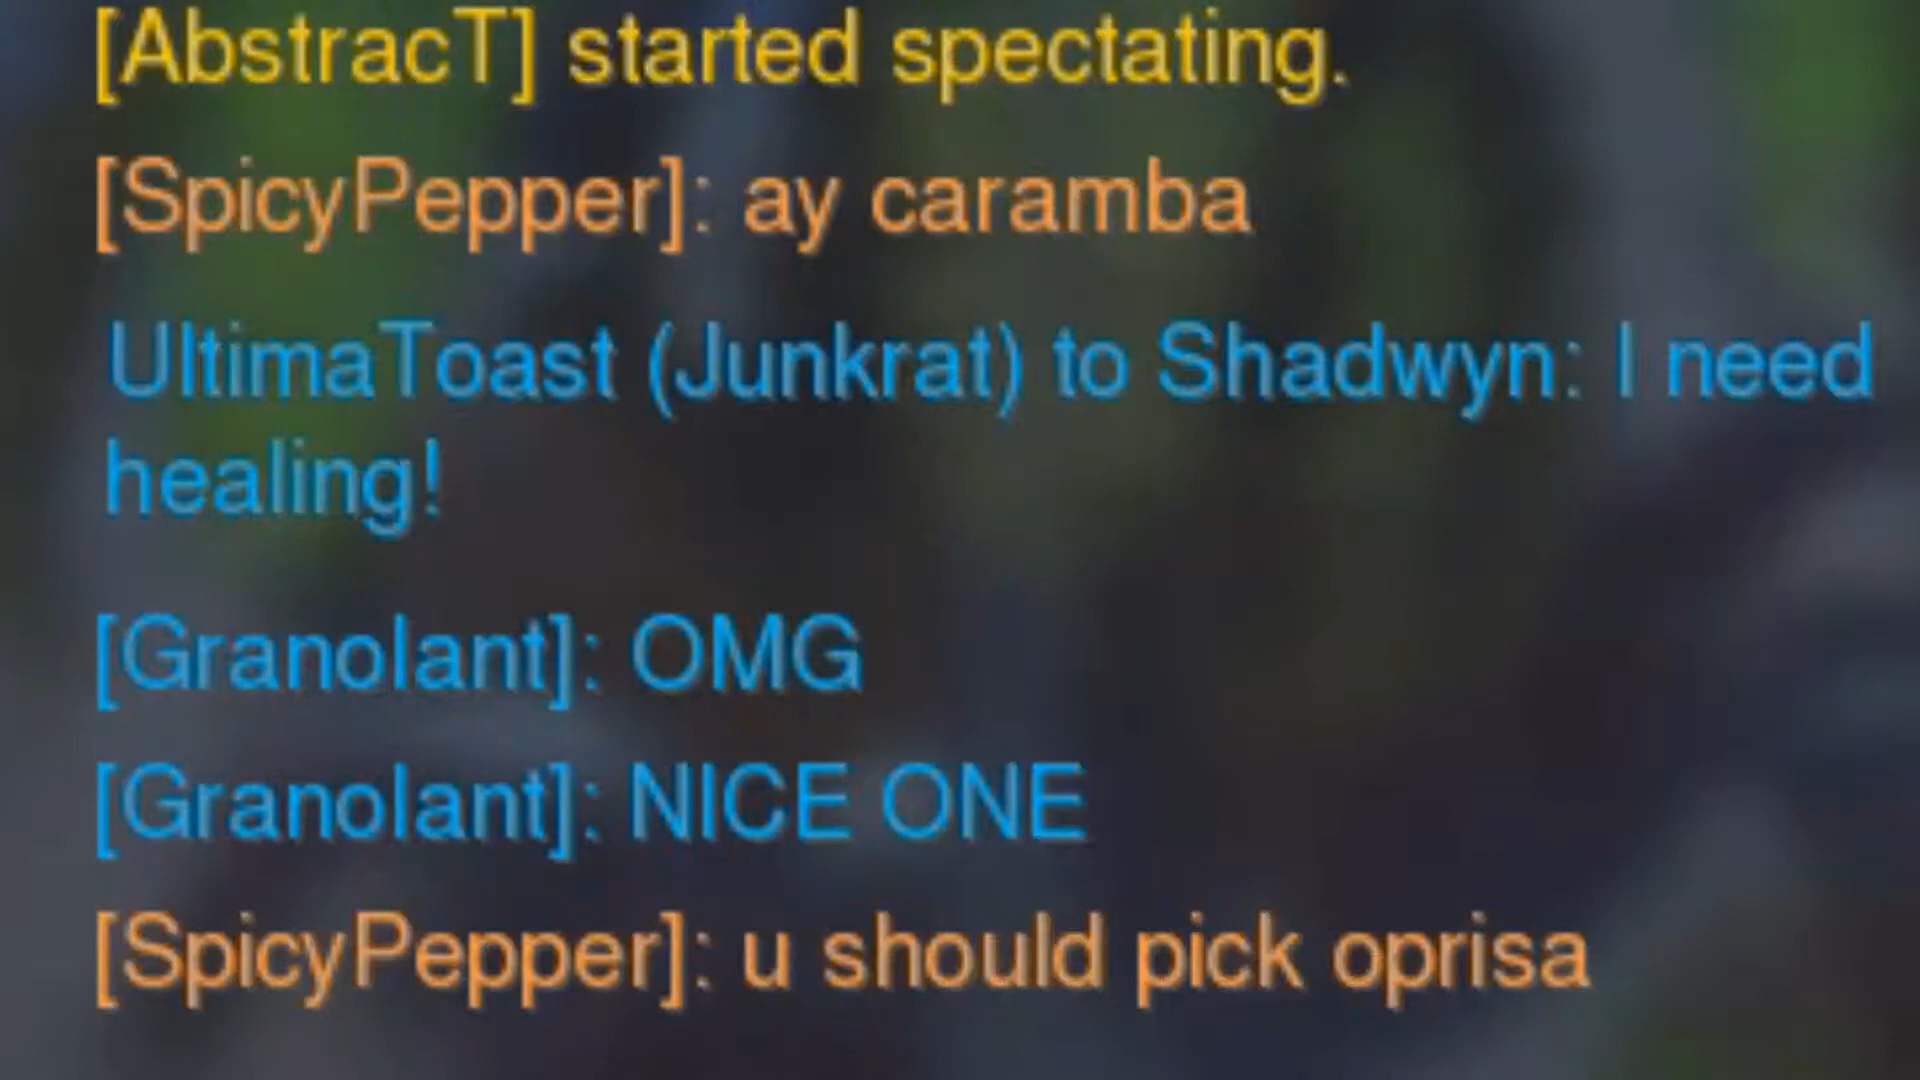 [AbstracT] started spectating.
[SpicyPepper]: ay caramba
UltimaToast (Junkrat) to Shadwyn: I need
healing!
[Granolant]: OMG
[Granolant]: NICE ONE
[SpicyPepper]: u should pick oprisa